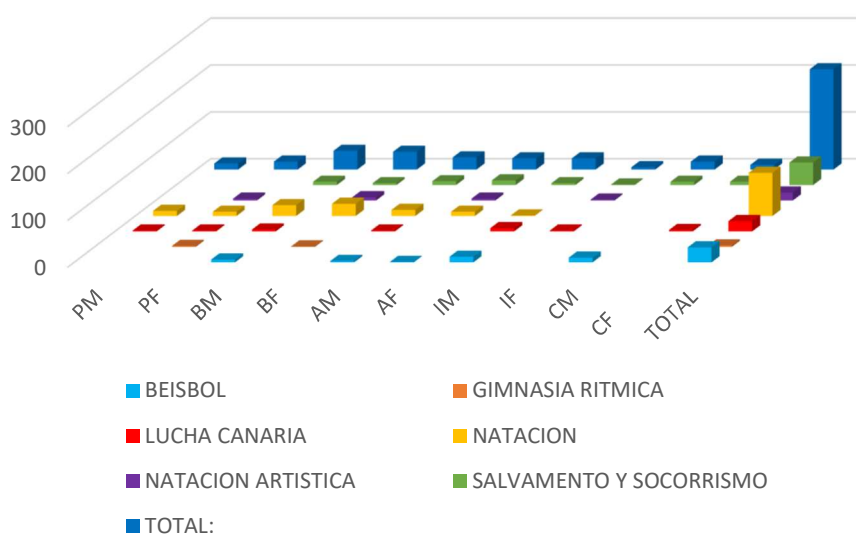 300
200
100
0
PM PF BM BF AM AF IM IF CM CF TOTAL
BEISBOL GIMNASIA RITMICA
LUCHA CANARIA NATACION
NATACION ARTISTICA SALVAMENTO Y SOCORRISMO
TOTAL: